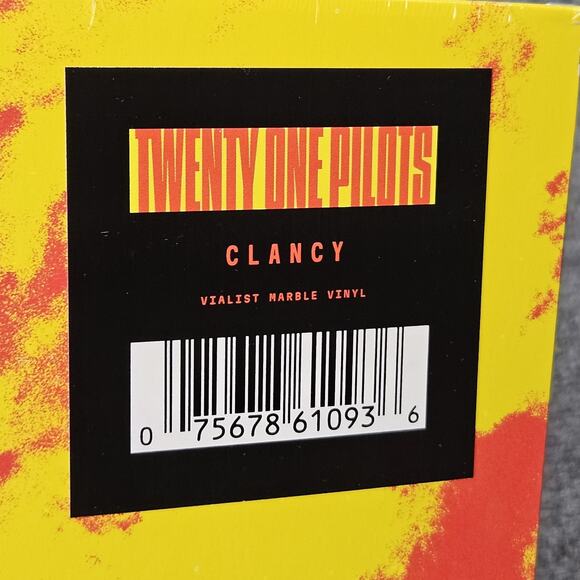 TWENTY ONE PILOTS
CLANCY
VIALIST MARBLE VINYL
0 75678 61093 6